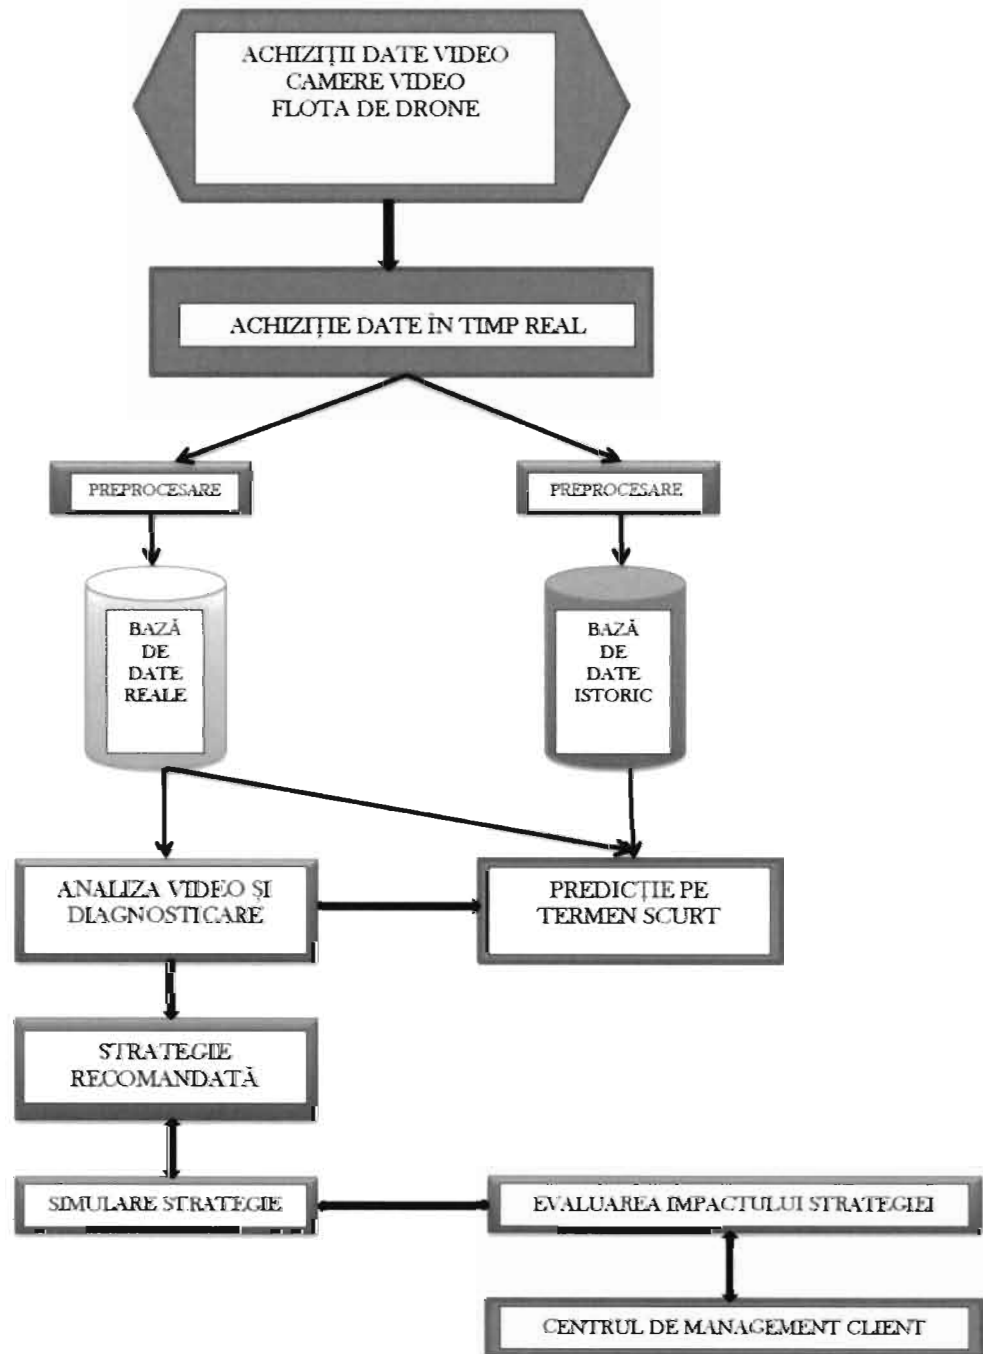 ACHIZIȚII DATE VIDEO
CAMERE VIDEO
FLOTA DE DRONE
ACHIZIȚIE DATE ÎN TIMP REAL
PREPROCESARE
PREPROCESARE
BAZĂ
DE
DATE
REALE
BAZĂ
DE
DATE
ISTORIC
ANALIZA VIDEO ȘI
DIAGNOSTICARE
PREDICȚIE PE
TERMEN SCURT
STRATEGIE
RECOMANDATĂ
SIMULARE STRATEGIE
EVALUAREA IMPACTULUI STRATEGIEI
CENTRUL DE MANAGEMENT CLIENT